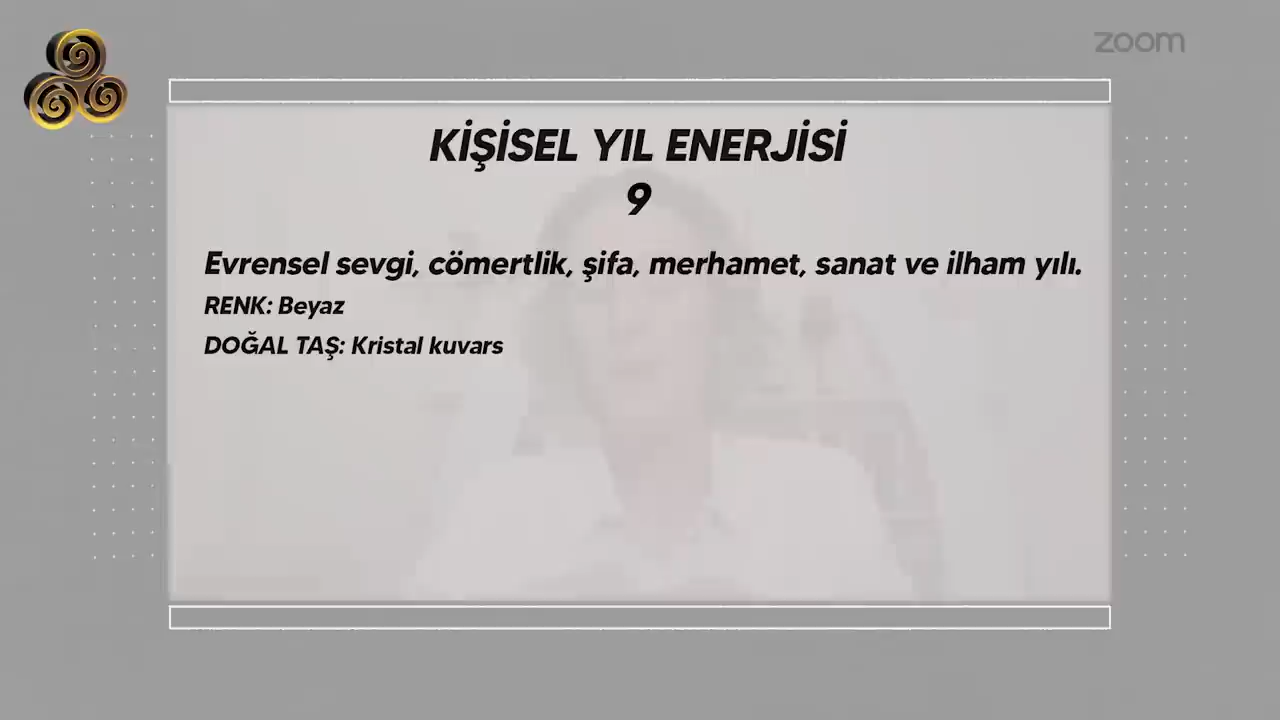 zoom
KİŞİSEL YIL ENERJİSİ
9
Evrensel sevgi, cömertlik, şifa, merhamet, sanat ve ilham yılı.
RENK: Beyaz
DOĞAL TAŞ: Kristal kuvars